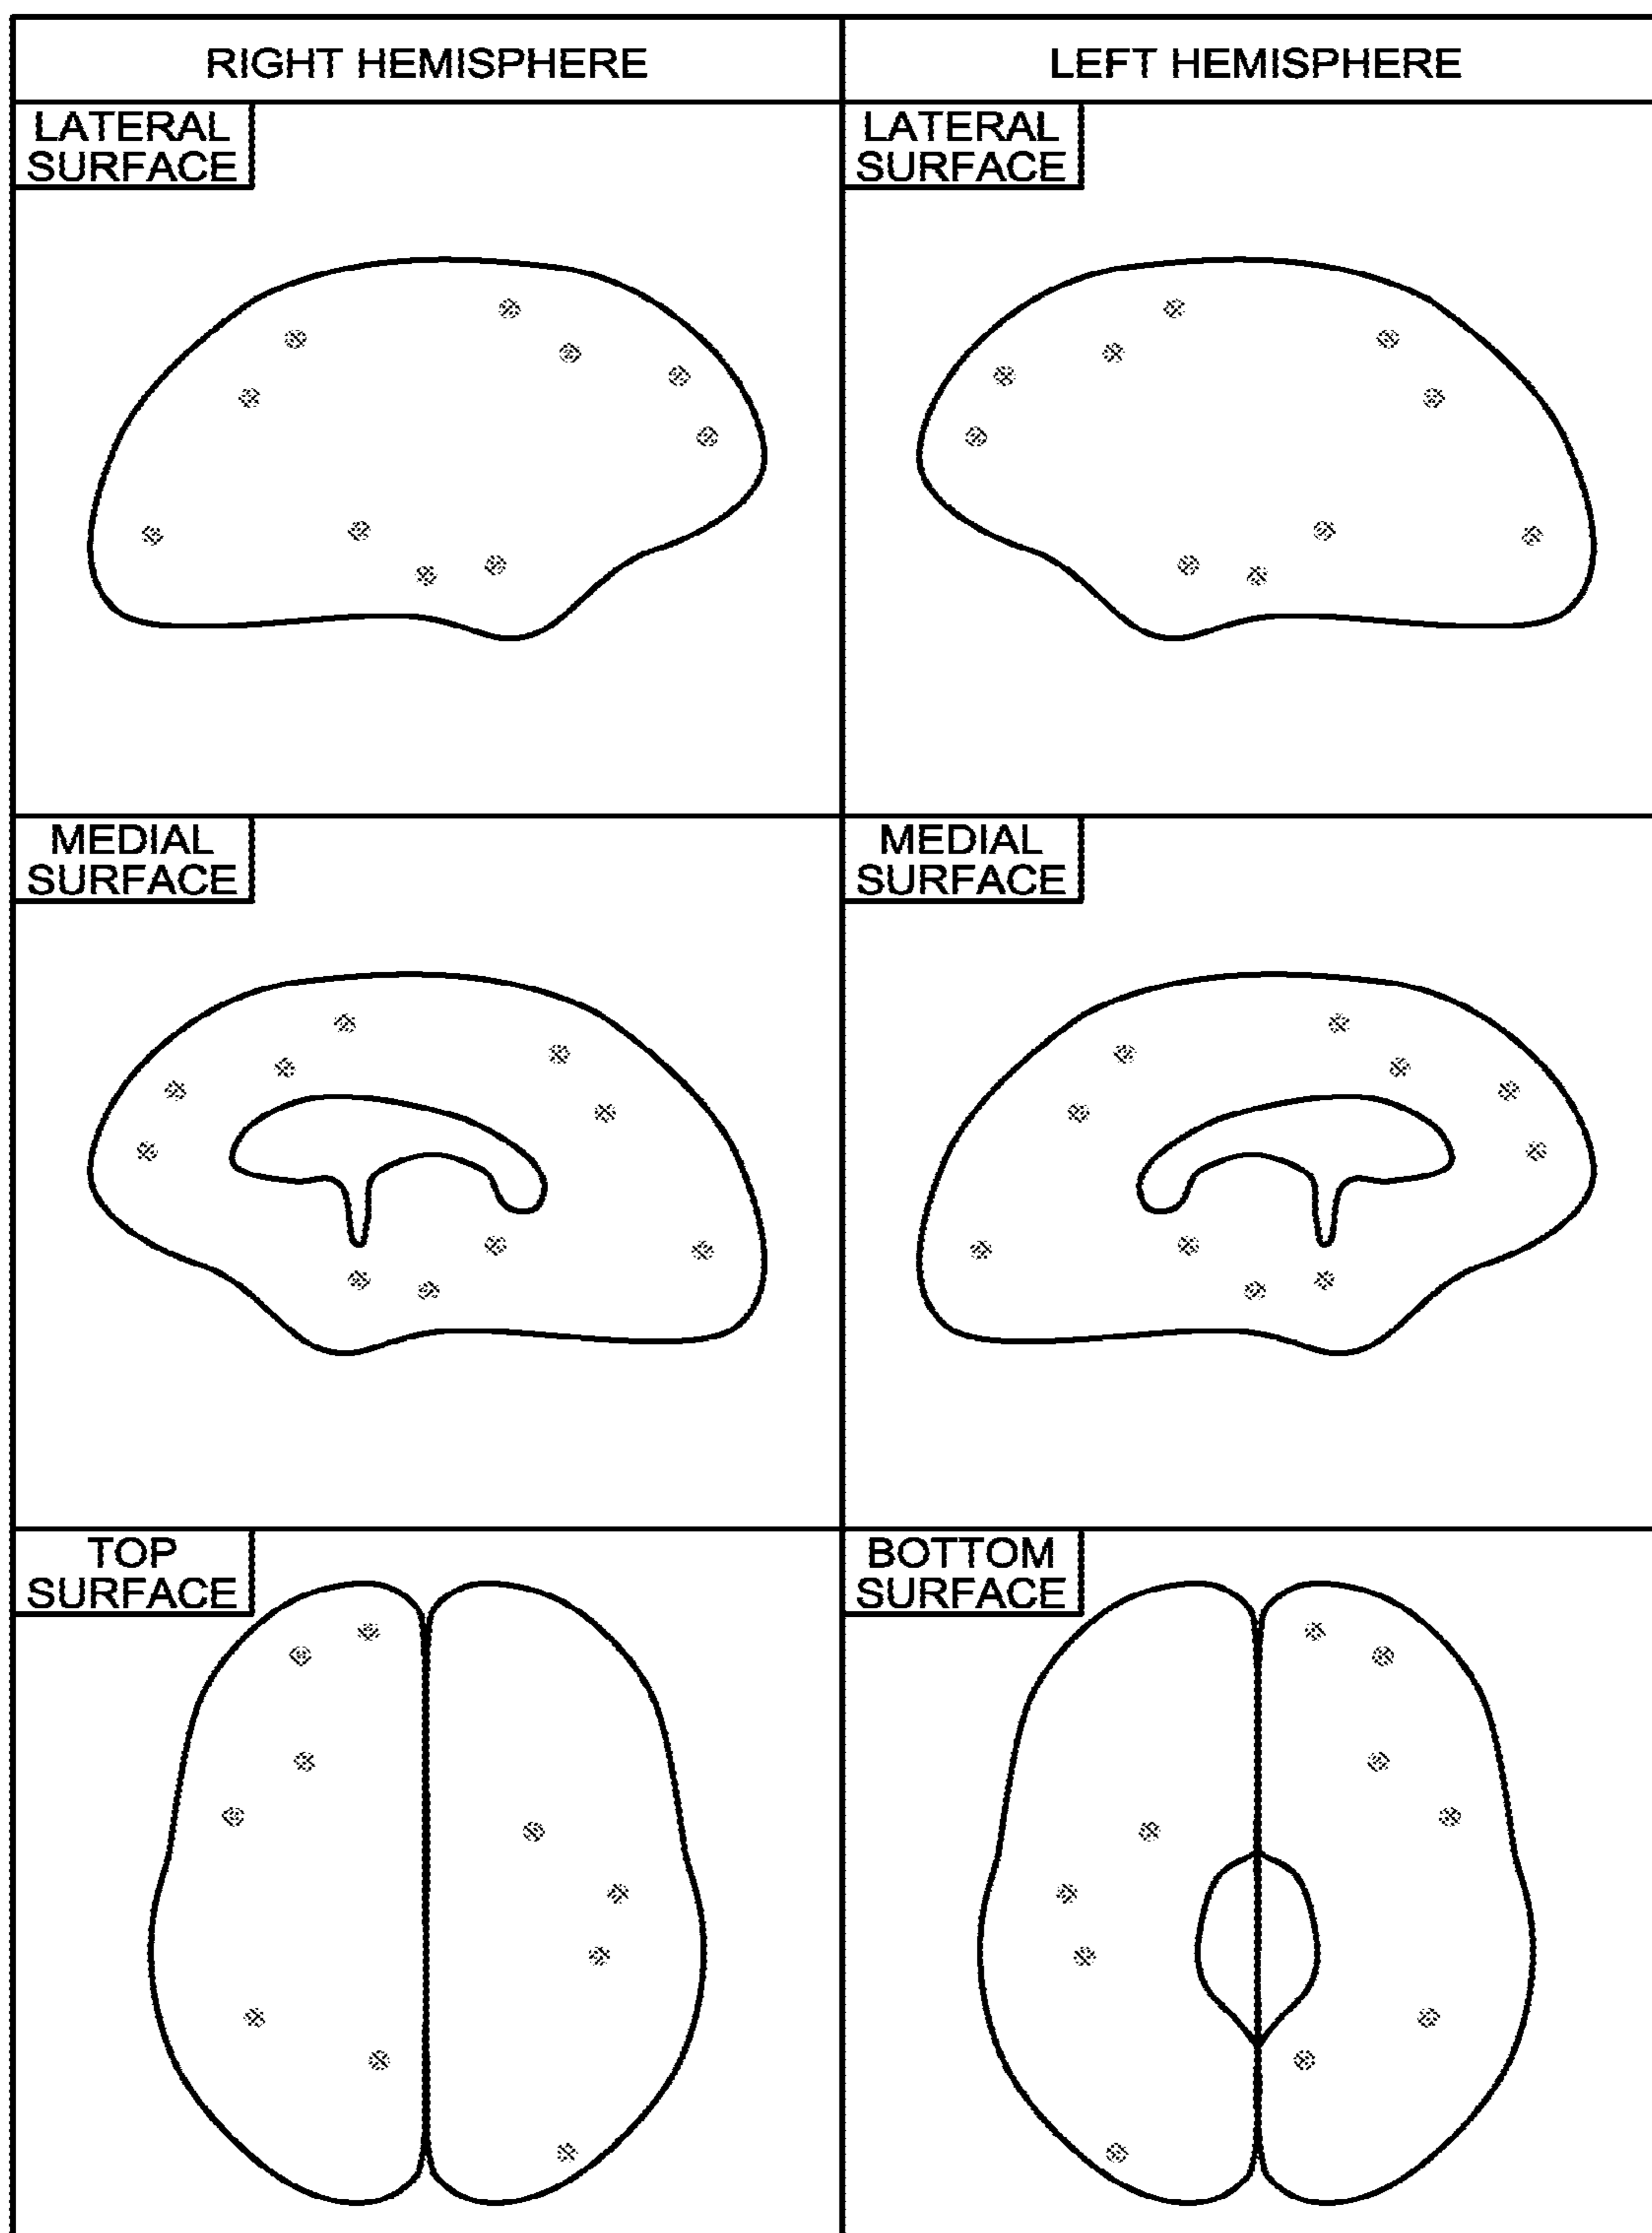 RIGHT HEMISPHERE
LEFT HEMISPHERE
LATERAL
SURFACE
LATERAL
SURFACE
MEDIAL
SURFACE
MEDIAL
SURFACE
TOP
SURFACE
BOTTOM
SURFACE